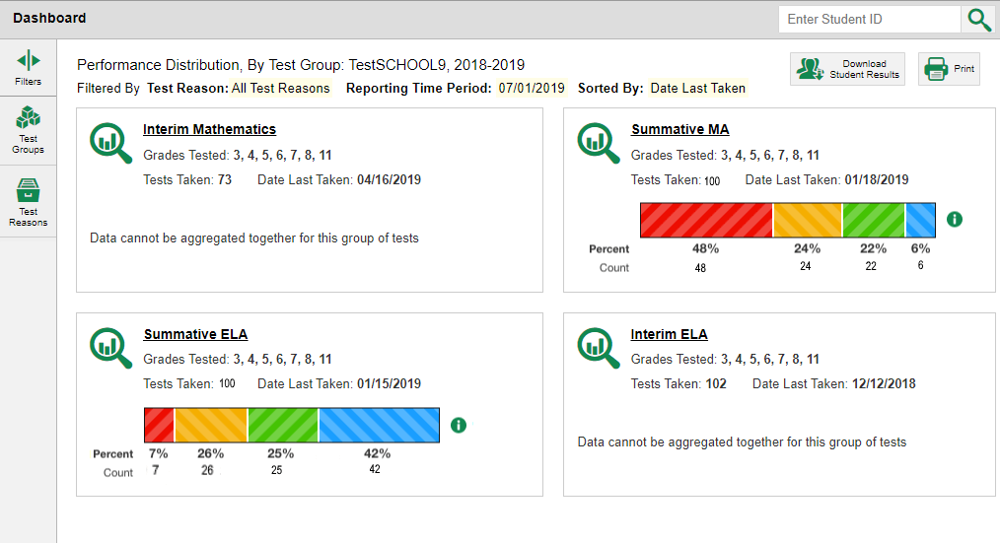 Dashboard
Enter Student ID
Filters
Test
Groups
Test
Reasons
Performance Distribution, By Test Group: TestSCHOOL9, 2018-2019
Filtered By Test Reason: All Test Reasons Reporting Time Period: 07/01/2019 Sorted By: Date Last Taken
Download
Student Results
Print
Interim Mathematics
Grades Tested: 3, 4, 5, 6, 7, 8, 11
Tests Taken: 73 Date Last Taken: 04/16/2019
Data cannot be aggregated together for this group of tests
Summative MA
Grades Tested: 3, 4, 5, 6, 7, 8, 11
Tests Taken: 100 Date Last Taken: 01/18/2019
Percent 48% 24% 22% 6%
Count 48 24 22 6
Summative ELA
Grades Tested: 3, 4, 5, 6, 7, 8, 11
Tests Taken: 100 Date Last Taken: 01/15/2019
Percent 7% 26% 25% 42%
Count 7 26 25 42
Interim ELA
Grades Tested: 3, 4, 5, 6, 7, 8, 11
Tests Taken: 102 Date Last Taken: 12/12/2018
Data cannot be aggregated together for this group of tests